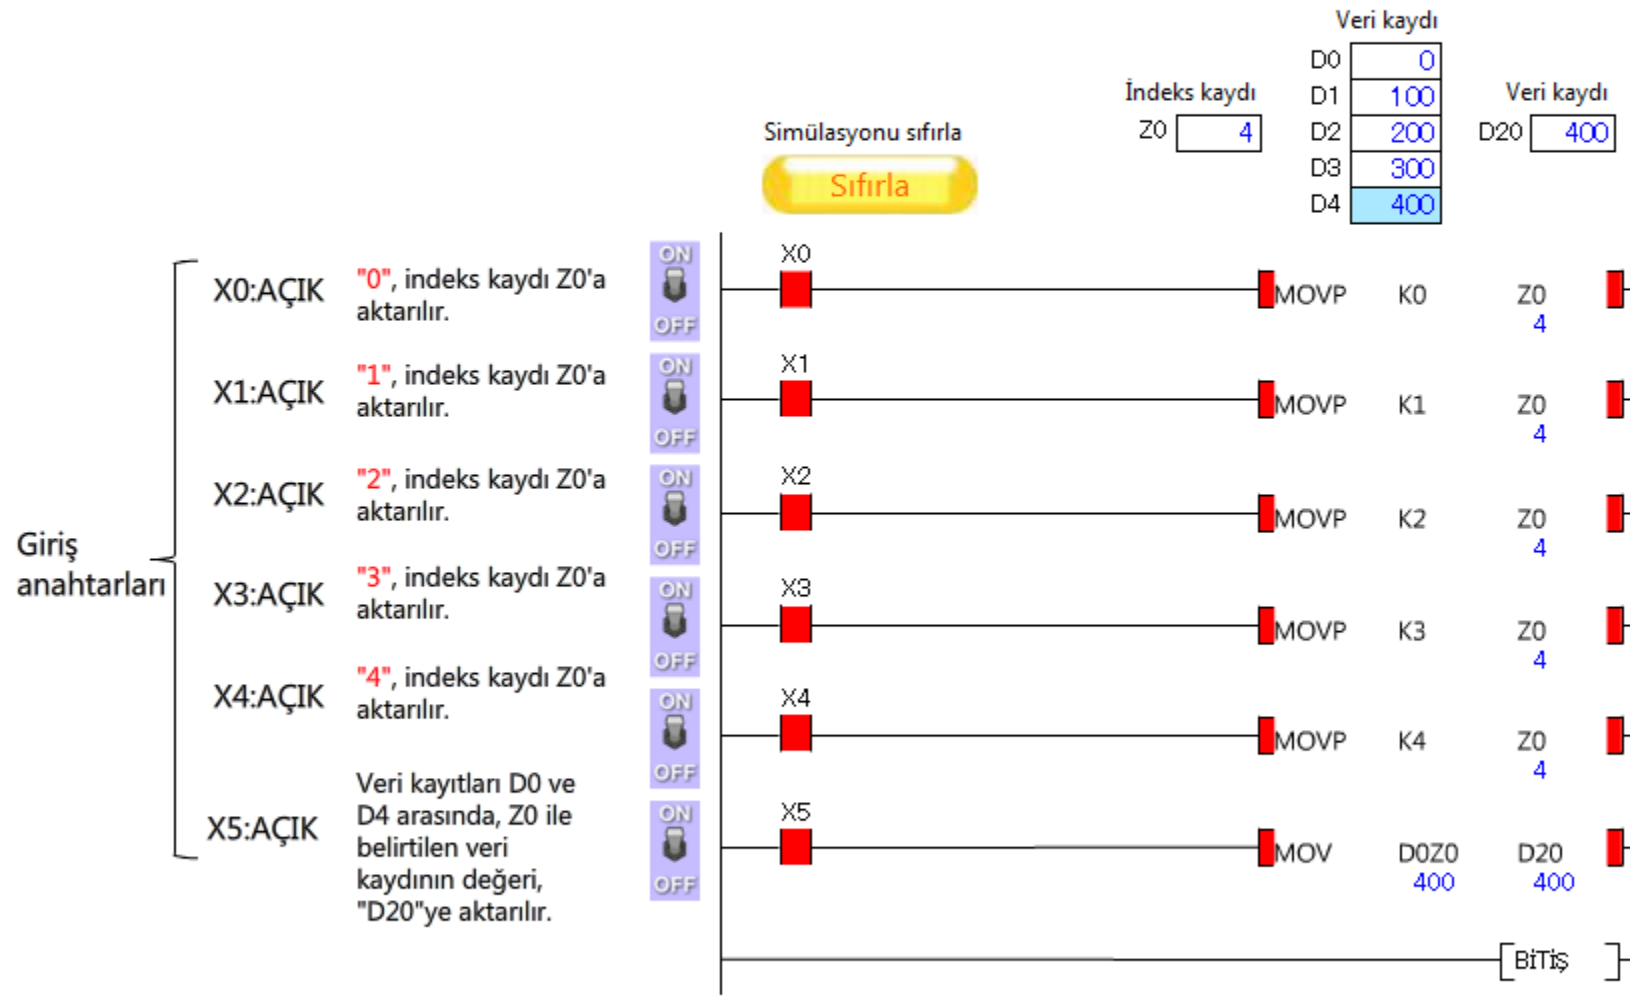 Veri kaydı
D0 0
İndeks kaydı D1 100 Veri kaydı
Simülasyonu sıfırla Z0 4 D2 200 D20 400
D3 300
Sıfırla
D4 400
X0:AÇIK "0", indeks kaydı Z0'a
aktarılır.
ON
OFF
X0
MOVP K0 Z0
4
X1:AÇIK "1", indeks kaydı Z0'a
aktarılır.
ON
OFF
X1
MOVP K1 Z0
4
X2:AÇIK "2", indeks kaydı Z0'a
aktarılır.
ON
OFF
X2
MOVP K2 Z0
4
Giriş
anahtarları
X3:AÇIK "3", indeks kaydı Z0'a
aktarılır.
ON
OFF
X3
MOVP K3 Z0
4
X4:AÇIK "4", indeks kaydı Z0'a
aktarılır.
ON
OFF
X4
MOVP K4 Z0
4
X5:AÇIK
Veri kayıtları D0 ve
D4 arasında, Z0 ile
belirtilen veri
kaydının değeri,
"D20"ye aktarılır.
ON
OFF
X5
MOV D0Z0 D20
400 400
BİTİŞ